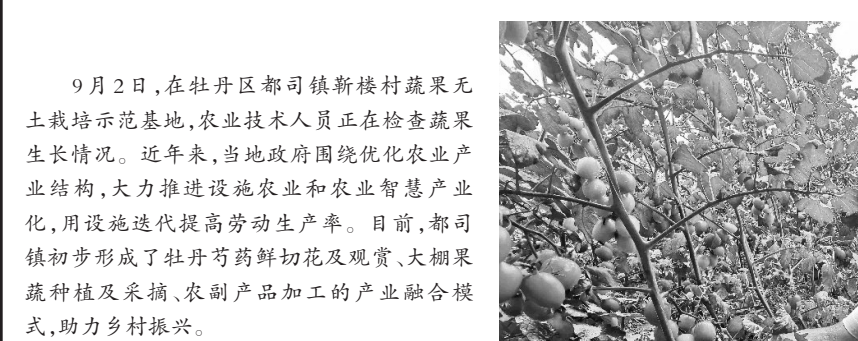 9月2日,在牡丹区都司镇靳楼村蔬果无
土栽培示范基地,农业技术人员正在检查蔬果
生长情况。近年来,当地政府围绕优化农业产
业结构,大力推进设施农业和农业智慧产业
化,用设施迭代提高劳动生产率。目前,都司
镇初步形成了牡丹芍药鲜切花及观赏、大棚果
蔬种植及采摘、农副产品加工的产业融合模
式,助力乡村振兴。